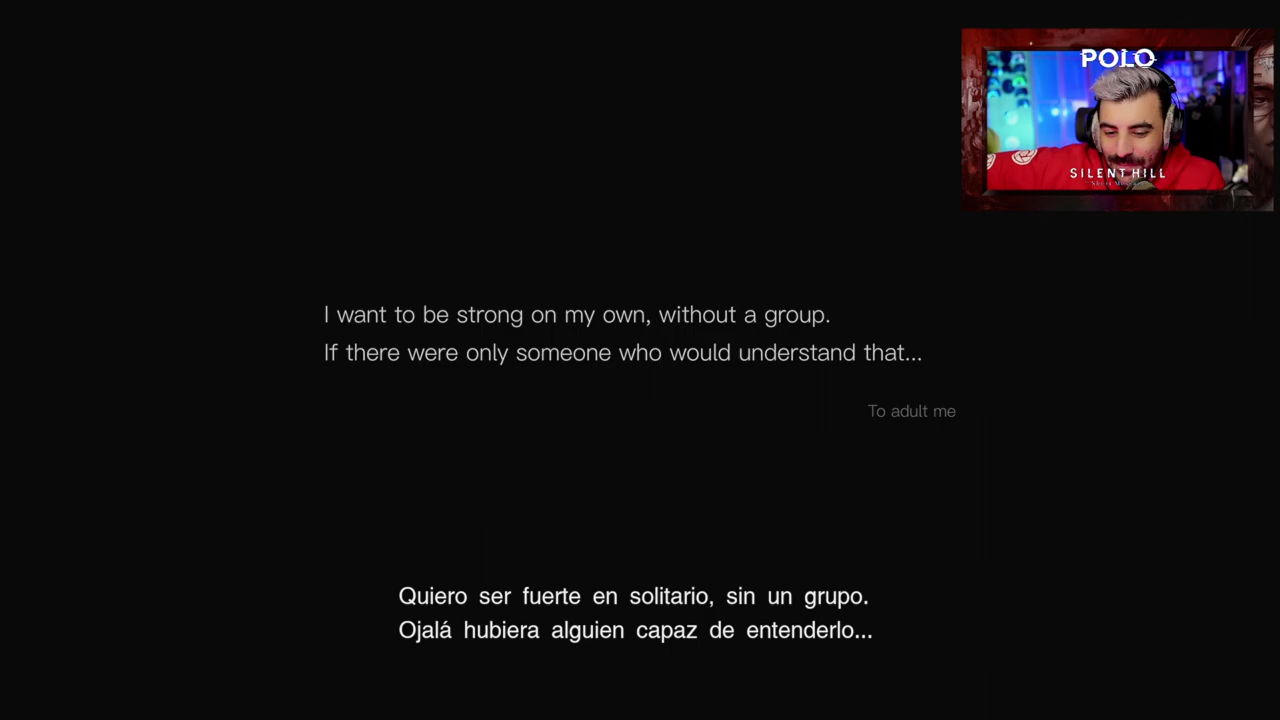 POLO
SILENT HILL
I want to be strong on my own, without a group.
If there were only someone who would understand that...
To adult me
Quiero ser fuerte en solitario, sin un grupo.
Ojalá hubiera alguien capaz de entenderlo...